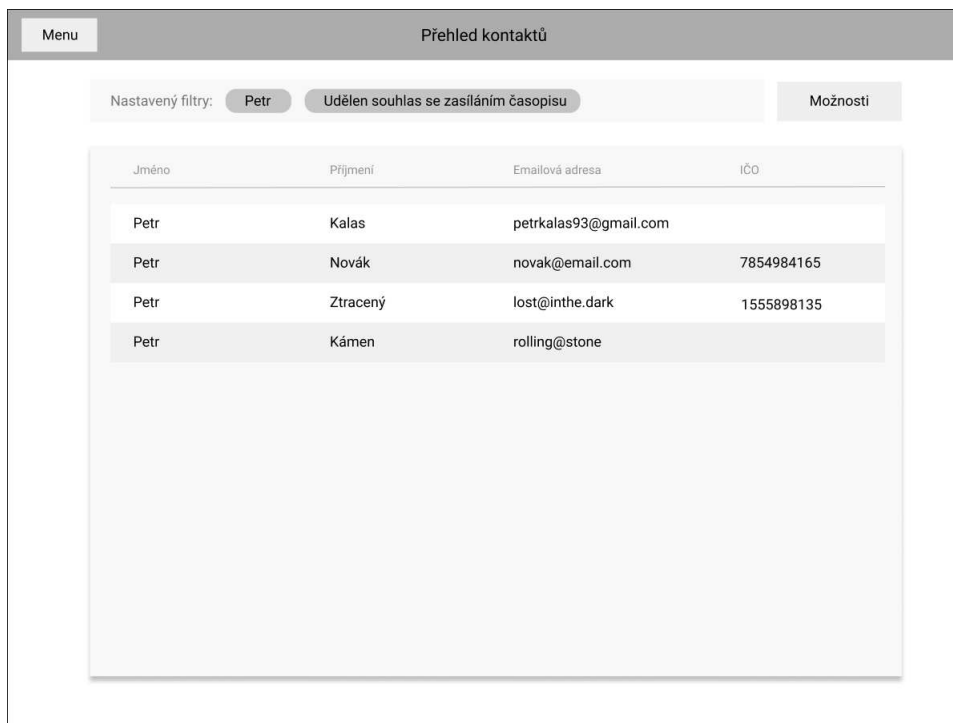 Menu
Přehled kontaktů
Nastavený filtry: Petr Udělen souhlas se zasíláním časopisu
Možnosti
Jméno Příjmení Emailová adresa IČO
Petr Kalas petrkalas93@gmail.com
Petr Novák novak@email.com 7854984165
Petr Ztracený lost@inthe.dark 1555898135
Petr Kámen rolling@stone